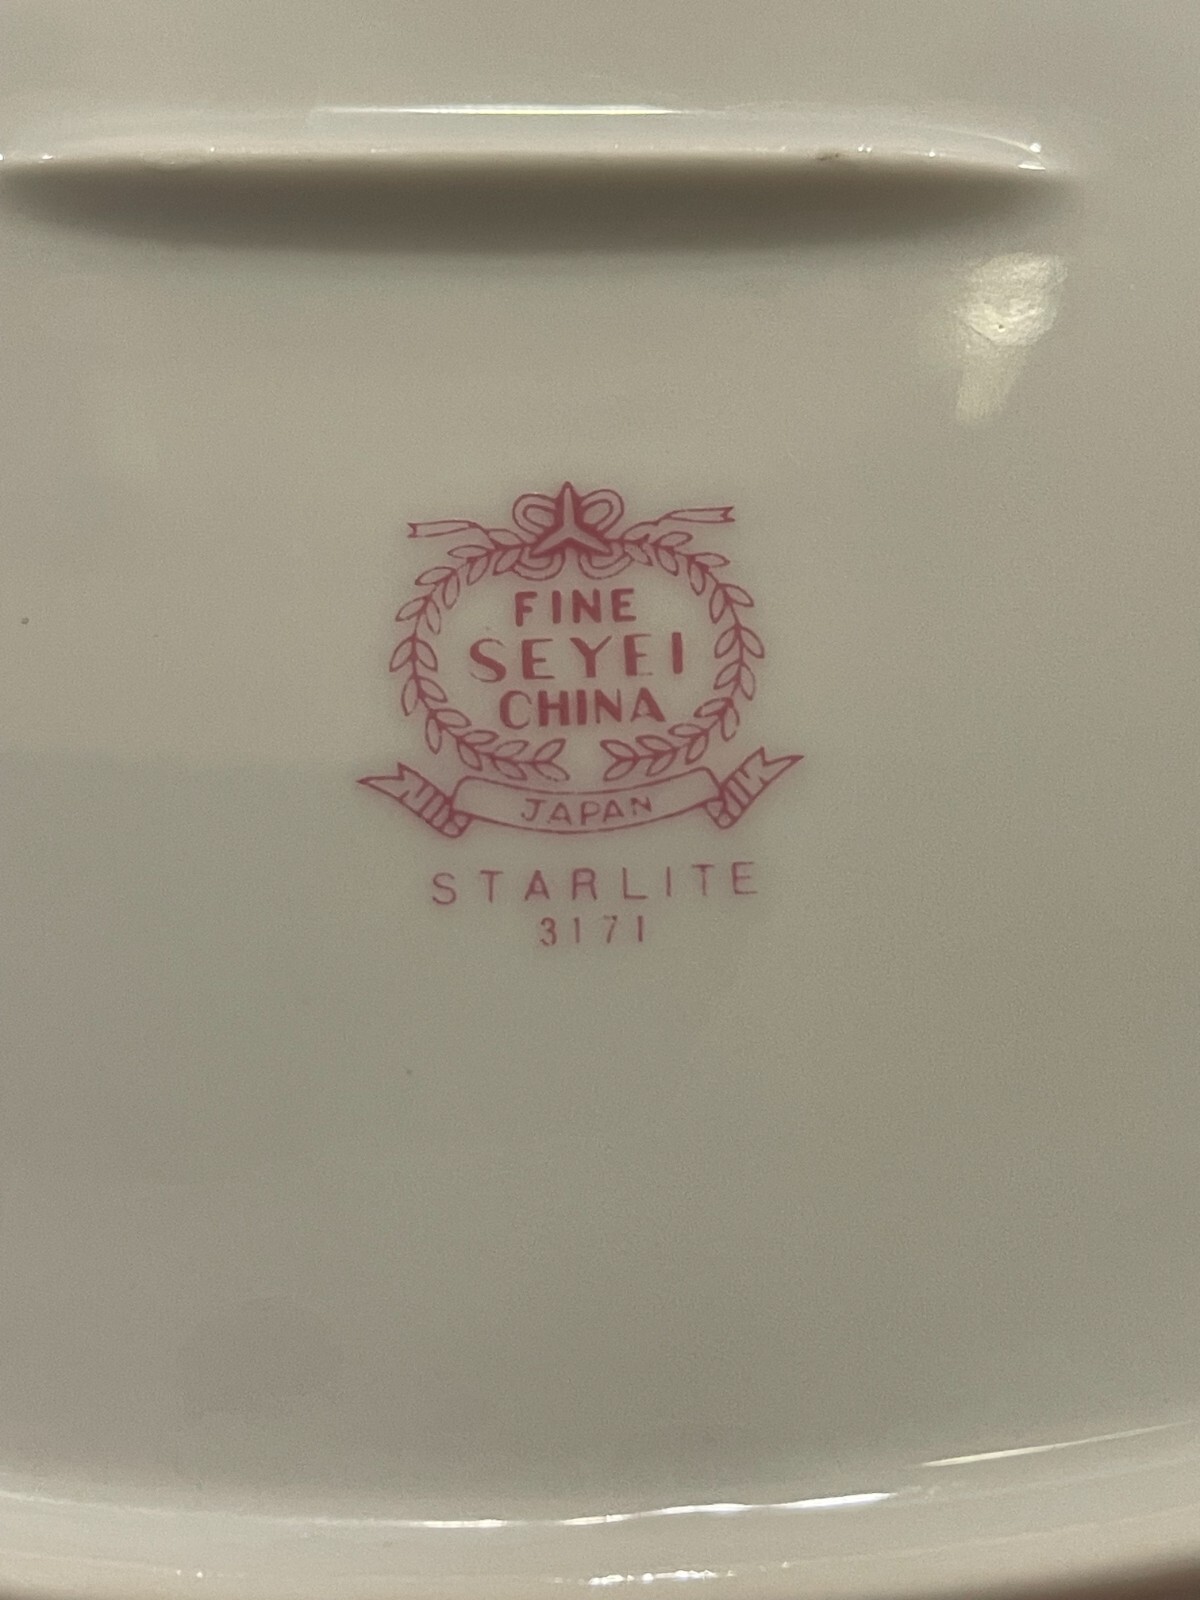 FINE
SEYEI
CHINA
JAPAN
STARLITE
3171